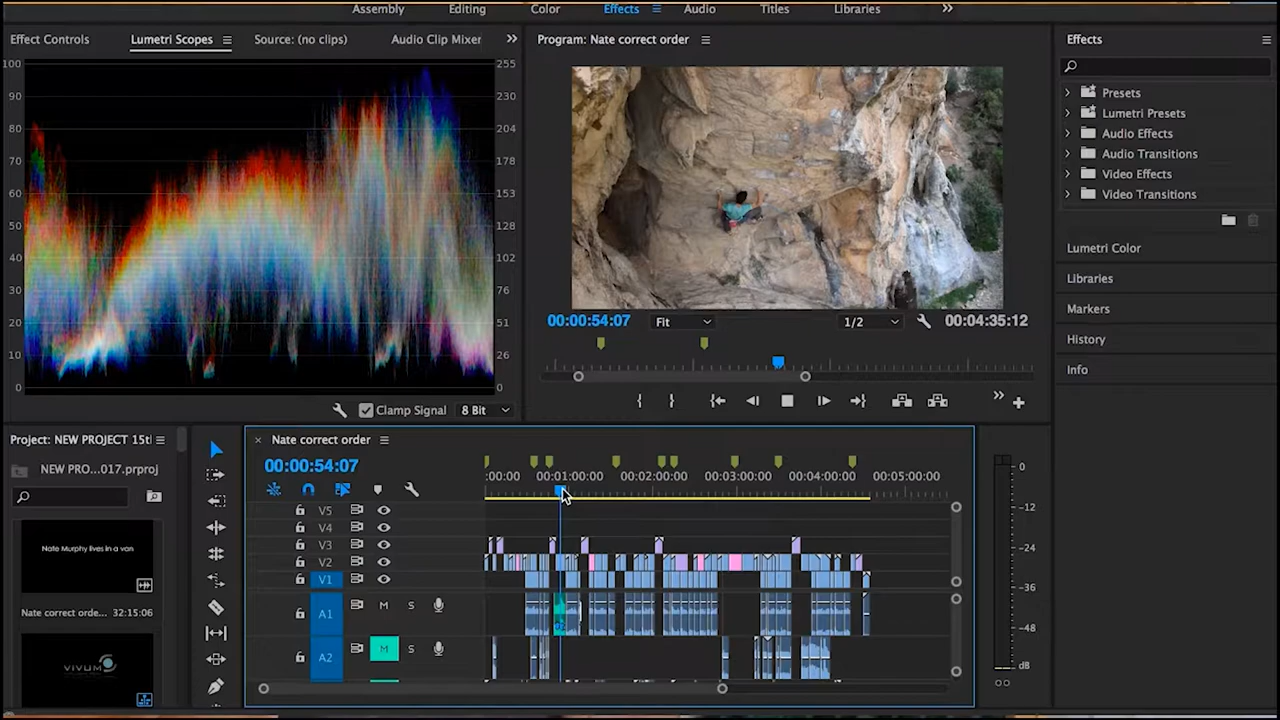 Assembly Editing Color Effects Audio Titles Libraries
Effect Controls Lumetri Scopes Source: (no clips) Audio Clip Mixer
Program: Nate correct order
Effects
100 255
90 230
80 204
70 178
60 153
50 128
40 102
30 77
20 51
10 26
0
Clamp Signal 8 Bit
00:00:54:07 Fit 1/2 00:04:35:12
Presets
Lumetri Presets
Audio Effects
Audio Transitions
Video Effects
Video Transitions
Lumetri Color
Libraries
Markers
History
Info
Project: NEW PROJECT 15tl
NEW PRO...017.prproj
Nate Murphy lives in a van
Nate correct orde... 32:15:06
VIVUM
Nate correct order
00:00:54:07
:00:00 00:01:00:00 00:02:00:00 00:03:00:00 00:04:00:00 00:05:00:00
V5
V4
V3
V2
V1
A1 M S
A2 M S
0
-12
-24
-36
-48
dB